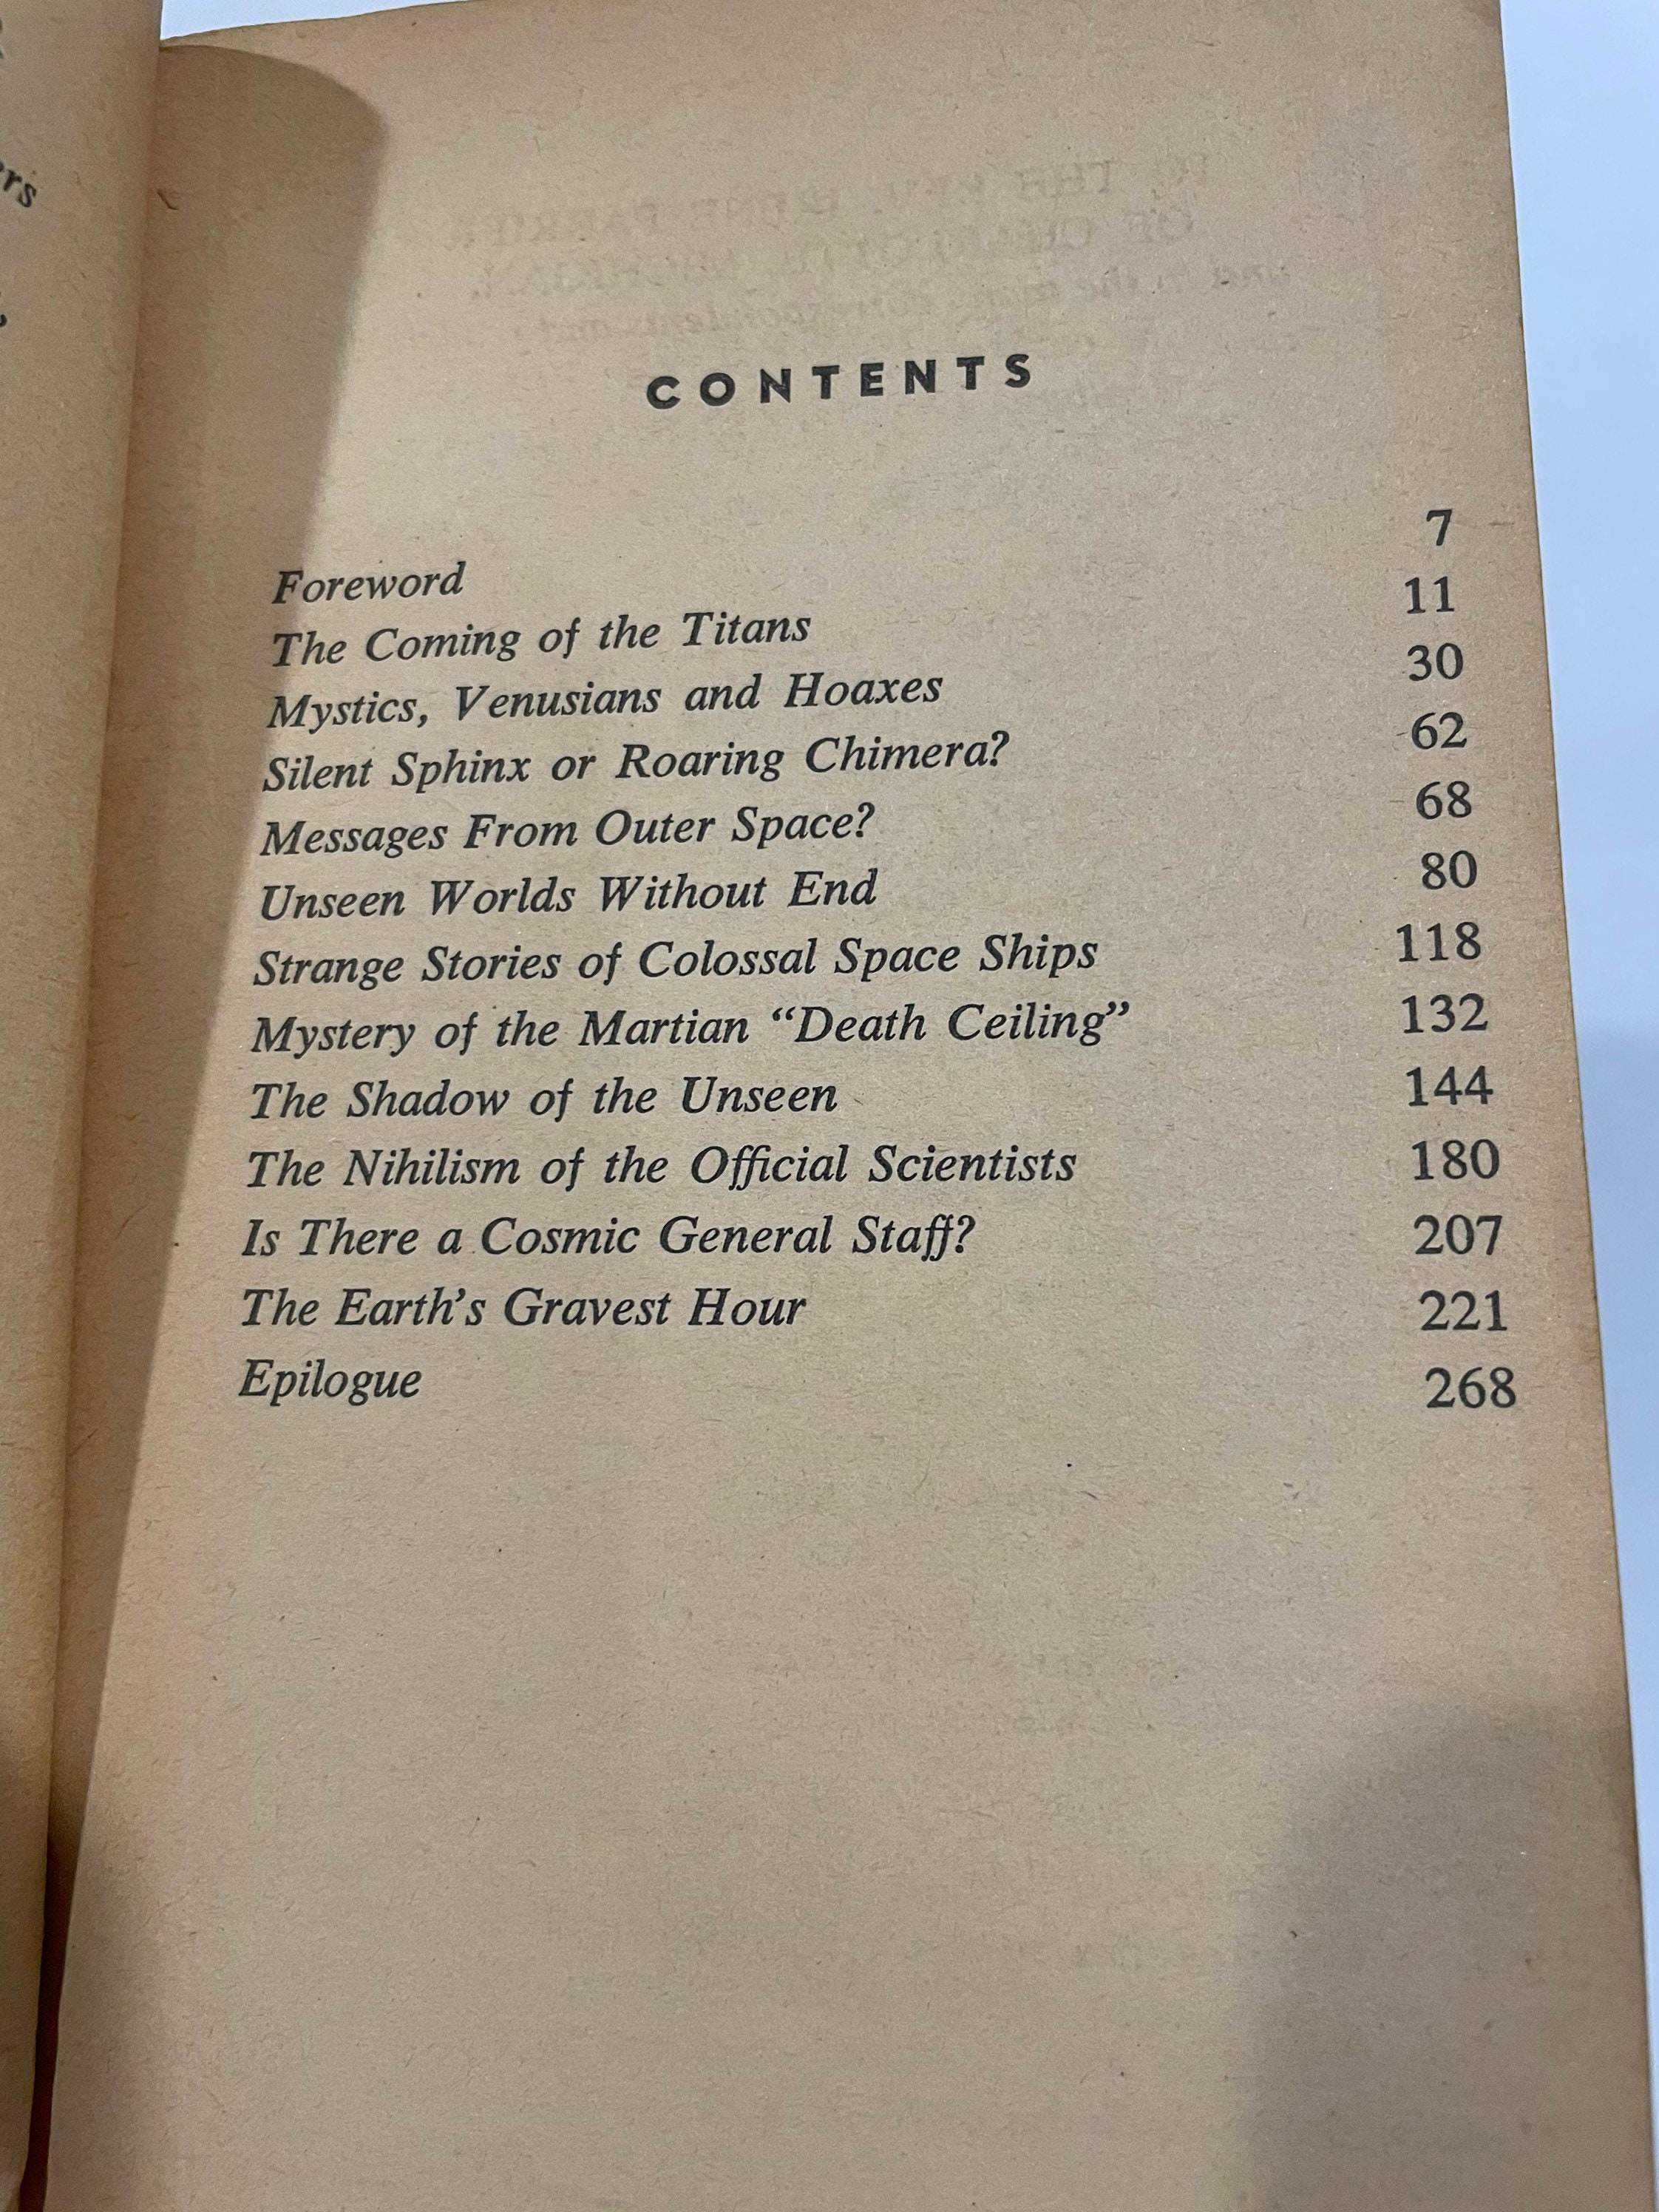 ers
CONTENTS
Foreword 7
The Coming of the Titans 11
Mystics, Venusians and Hoaxes 30
Silent Sphinx or Roaring Chimera? 62
Messages From Outer Space? 68
Unseen Worlds Without End 80
Strange Stories of Colossal Space Ships 118
Mystery of the Martian “Death Ceiling” 132
The Shadow of the Unseen 144
The Nihilism of the Official Scientists 180
Is There a Cosmic General Staff? 207
The Earth’s Gravest Hour 221
Epilogue 268